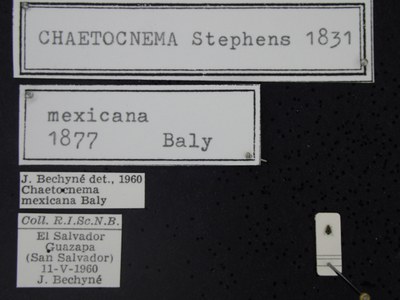 CHAETOCNEMA Stephens 1831
mexicana
1877 Baly
J. Bechyné det., 1960
Chaetocnema
mexicana Baly
Coll. R.I.Sc.N.B.
El Salvador
Guazapa
(San Salvador)
11-V-1960
J. Bechyné